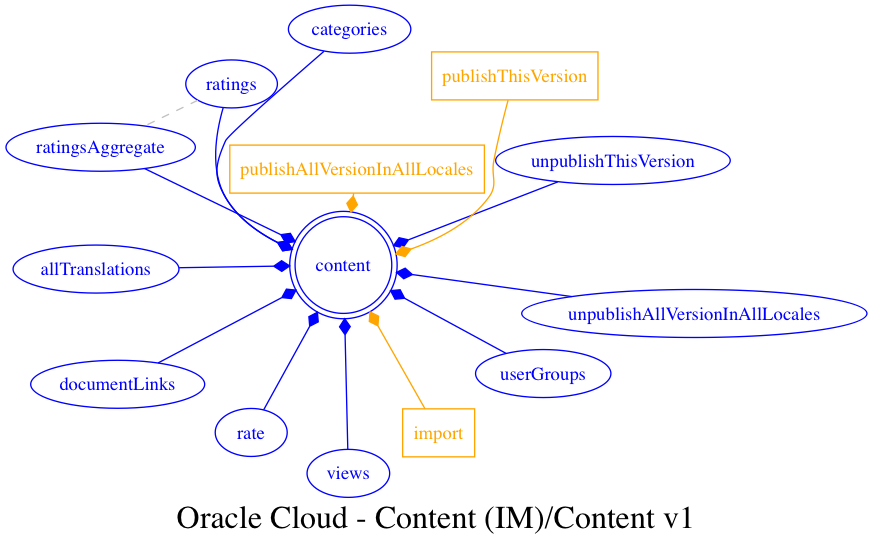 categories
publishThisVersion
ratings
ratingsAggregate
publishAllVersionInAllLocales
unpublishThisVersion
content
allTranslations
unpublishAllVersionInAllLocales
documentLinks
userGroups
rate
import
views
Oracle Cloud - Content (IM)/Content v1